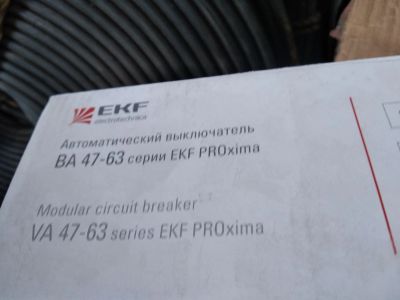 EKF
electrotechnica
Автоматический выключатель
ВА 47-63 серии EKF PROxima
Modular circuit breaker
VA 47-63 series EKF PROxima